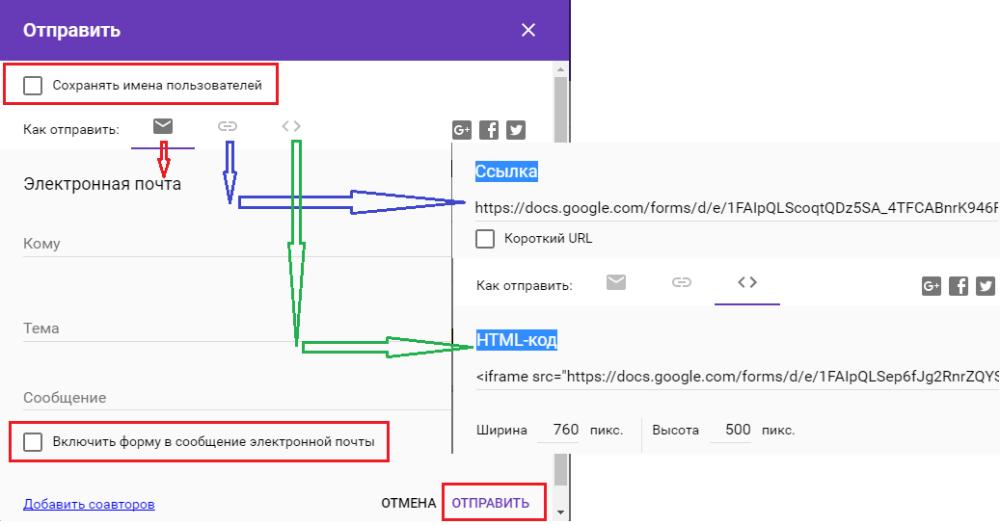 Отправить
Сохранять имена пользователей
Как отправить:
Электронная почта
Кому
Тема
Сообщение
Включить форму в сообщение электронной почты
Добавить соавторов
ОТМЕНА
ОТПРАВИТЬ
Ссылка
https://docs.google.com/forms/d/e/1FAIpQLScoqtQDz5SA_4TFCABnrK946F
Короткий URL
Как отправить:
HTML-код
<iframe src="https://docs.google.com/forms/d/e/1FAIpQLSep6fJg2RnrZQYS
Ширина 760 пикс. Высота 500 пикс.